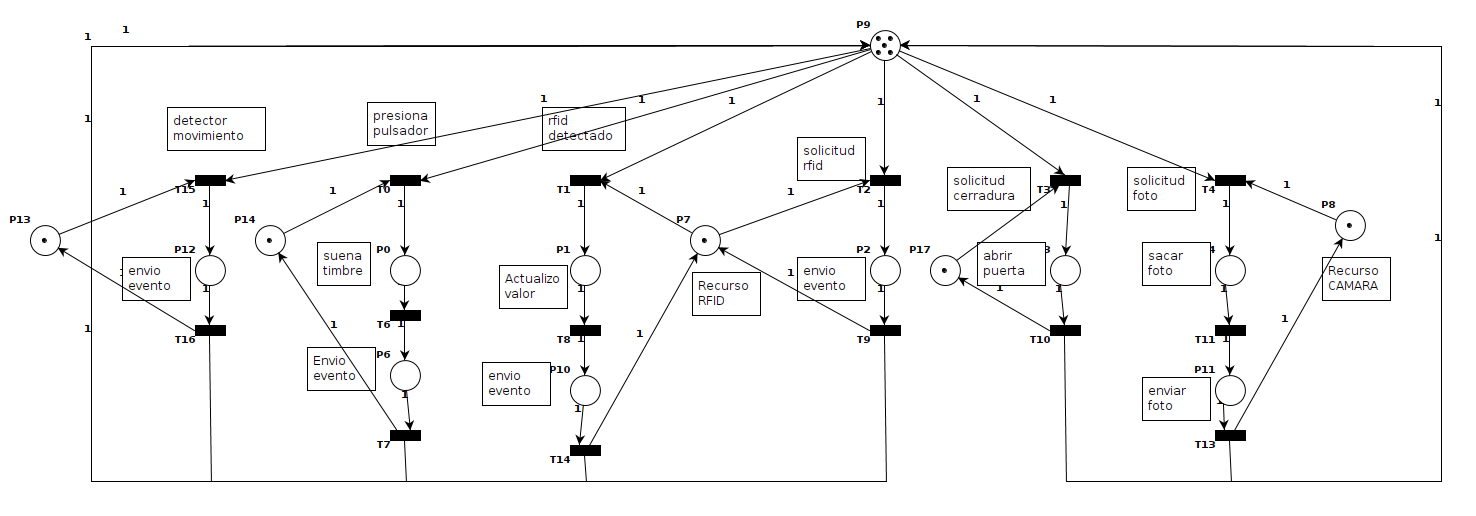 P9
1
1
1
1
1
1
1
1
1
1
1
detector
movimiento
presiona
pulsador
rfid
detectado
solicitud
rfid
solicitud
cerradura
solicitud
foto
T15
T0
T1
T2
T3
T4
1
1
1
1
1
1
1
1
1
1
1
P13
P14
P7
P17
P8
P12
P0
P1
P2
envio
evento
suena
timbre
Actualizo
valor
Recurso
RFID
envio
evento
abrir
puerta
3
sacar
foto
4
Recurso
CAMARA
1
1
1
1
1
1
1
1
T16
T6
T8
T9
T10
T11
1
1
1
1
1
1
1
Envio
evento
P6
envio
evento
P10
enviar
foto
P11
1
1
T7
T14
T13